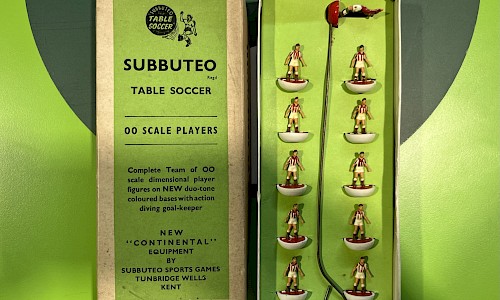 SUBBUTEO
TABLE
SOCCER
SUBBUTEO
Regd
TABLE SOCCER
OO SCALE PLAYERS
Complete Team of OO
scale dimensional player
figures on NEW duo-tone
coloured bases with action
diving goal-keeper
NEW
"CONTINENTAL"
EQUIPMENT
BY
SUBBUTEO SPORTS GAMES
TUNBRIDGE WELLS
KENT